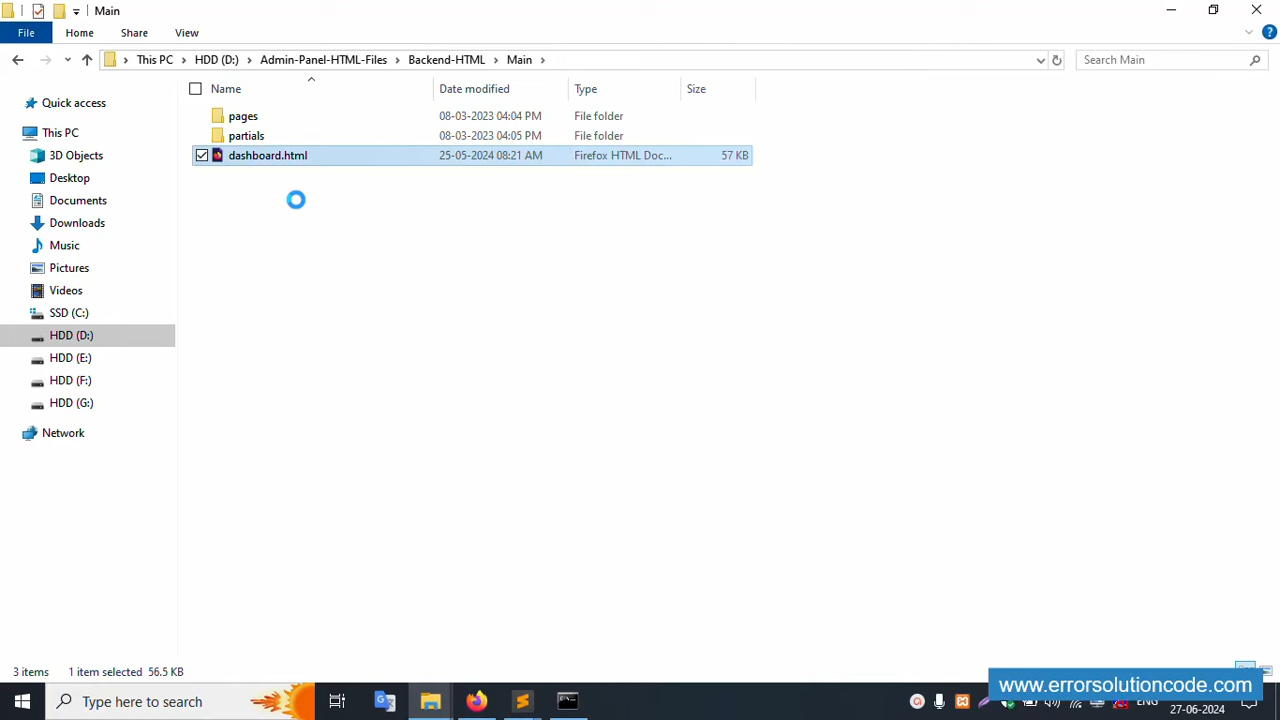 Main
File Home Share View
This PC HDD (D:) Admin-Panel-HTML-Files Backend-HTML Main Search Main
Name Date modified Type Size
Quick access
This PC
3D Objects
Desktop
Documents
Downloads
Music
Pictures
Videos
SSD (C:)
HDD (D:)
HDD (E:)
HDD (F:)
HDD (G:)
Network
pages 08-03-2023 04:04 PM File folder
partials 08-03-2023 04:05 PM File folder
dashboard.html 25-05-2024 08:21 AM Firefox HTML Doc... 57 KB
3 items 1 item selected 56.5 KB
www.errorsolutioncode.com
Type here to search
ENG
27-06-2024